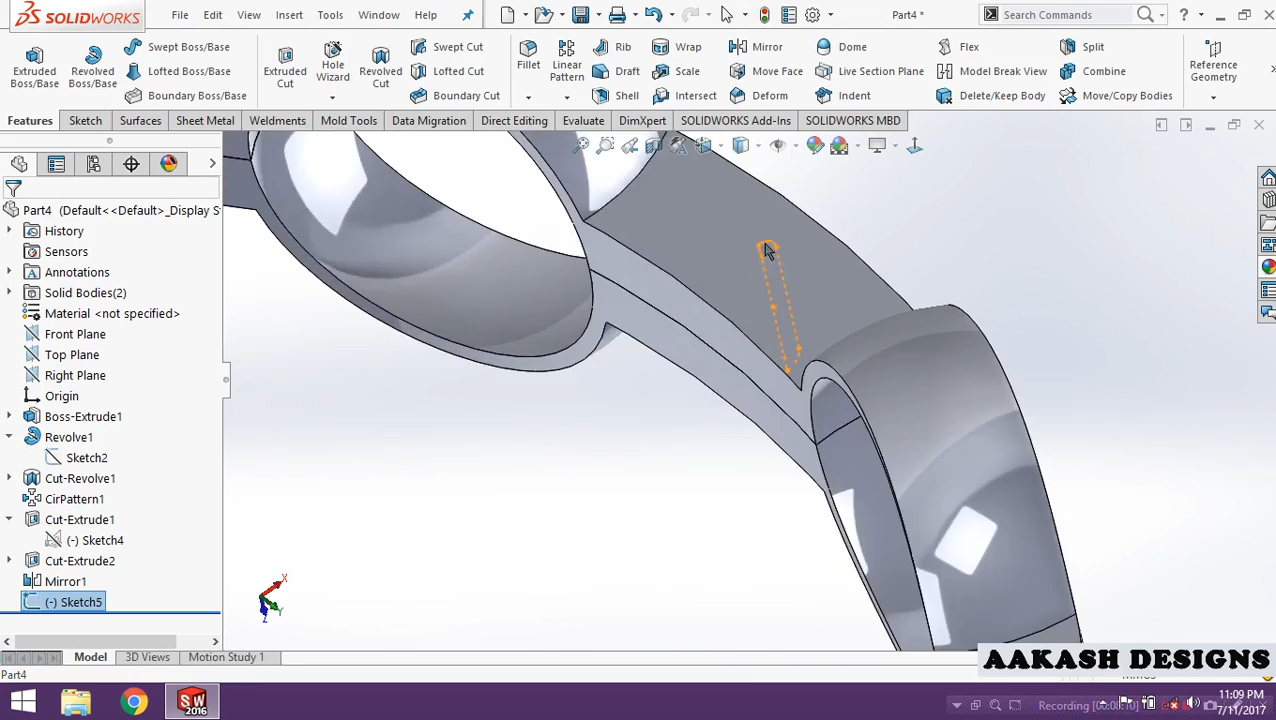 SOLIDWORKS
File
Edit
View
Insert
Tools
Window
Help
Part4 *
Search Commands
?
Extruded Boss/Base
Revolved Boss/Base
Swept Boss/Base
Lofted Boss/Base
Boundary Boss/Base
Extruded Cut
Hole Wizard
Revolved Cut
Swept Cut
Lofted Cut
Boundary Cut
Fillet
Linear Pattern
Rib
Draft
Shell
Wrap
Scale
Intersect
Mirror
Move Face
Deform
Dome
Live Section Plane
Indent
Flex
Model Break View
Delete/Keep Body
Split
Combine
Move/Copy Bodies
Reference Geometry
Features
Sketch
Surfaces
Sheet Metal
Weldments
Mold Tools
Data Migration
Direct Editing
Evaluate
DimXpert
SOLIDWORKS Add-Ins
SOLIDWORKS MBD
Part4 (Default<<Default>_Display S
History
Sensors
Annotations
Solid Bodies(2)
Material <not specified>
Front Plane
Top Plane
Right Plane
Origin
Boss-Extrude1
Revolve1
Sketch2
Cut-Revolve1
CirPattern1
Cut-Extrude1
(-) Sketch4
Cut-Extrude2
Mirror1
(-) Sketch5
X
Y
Z
Model
3D Views
Motion Study 1
Part4
AAKASH DESIGNS
SW 2016
Recording [00:08:10]
11:09 PM
7/11/2017